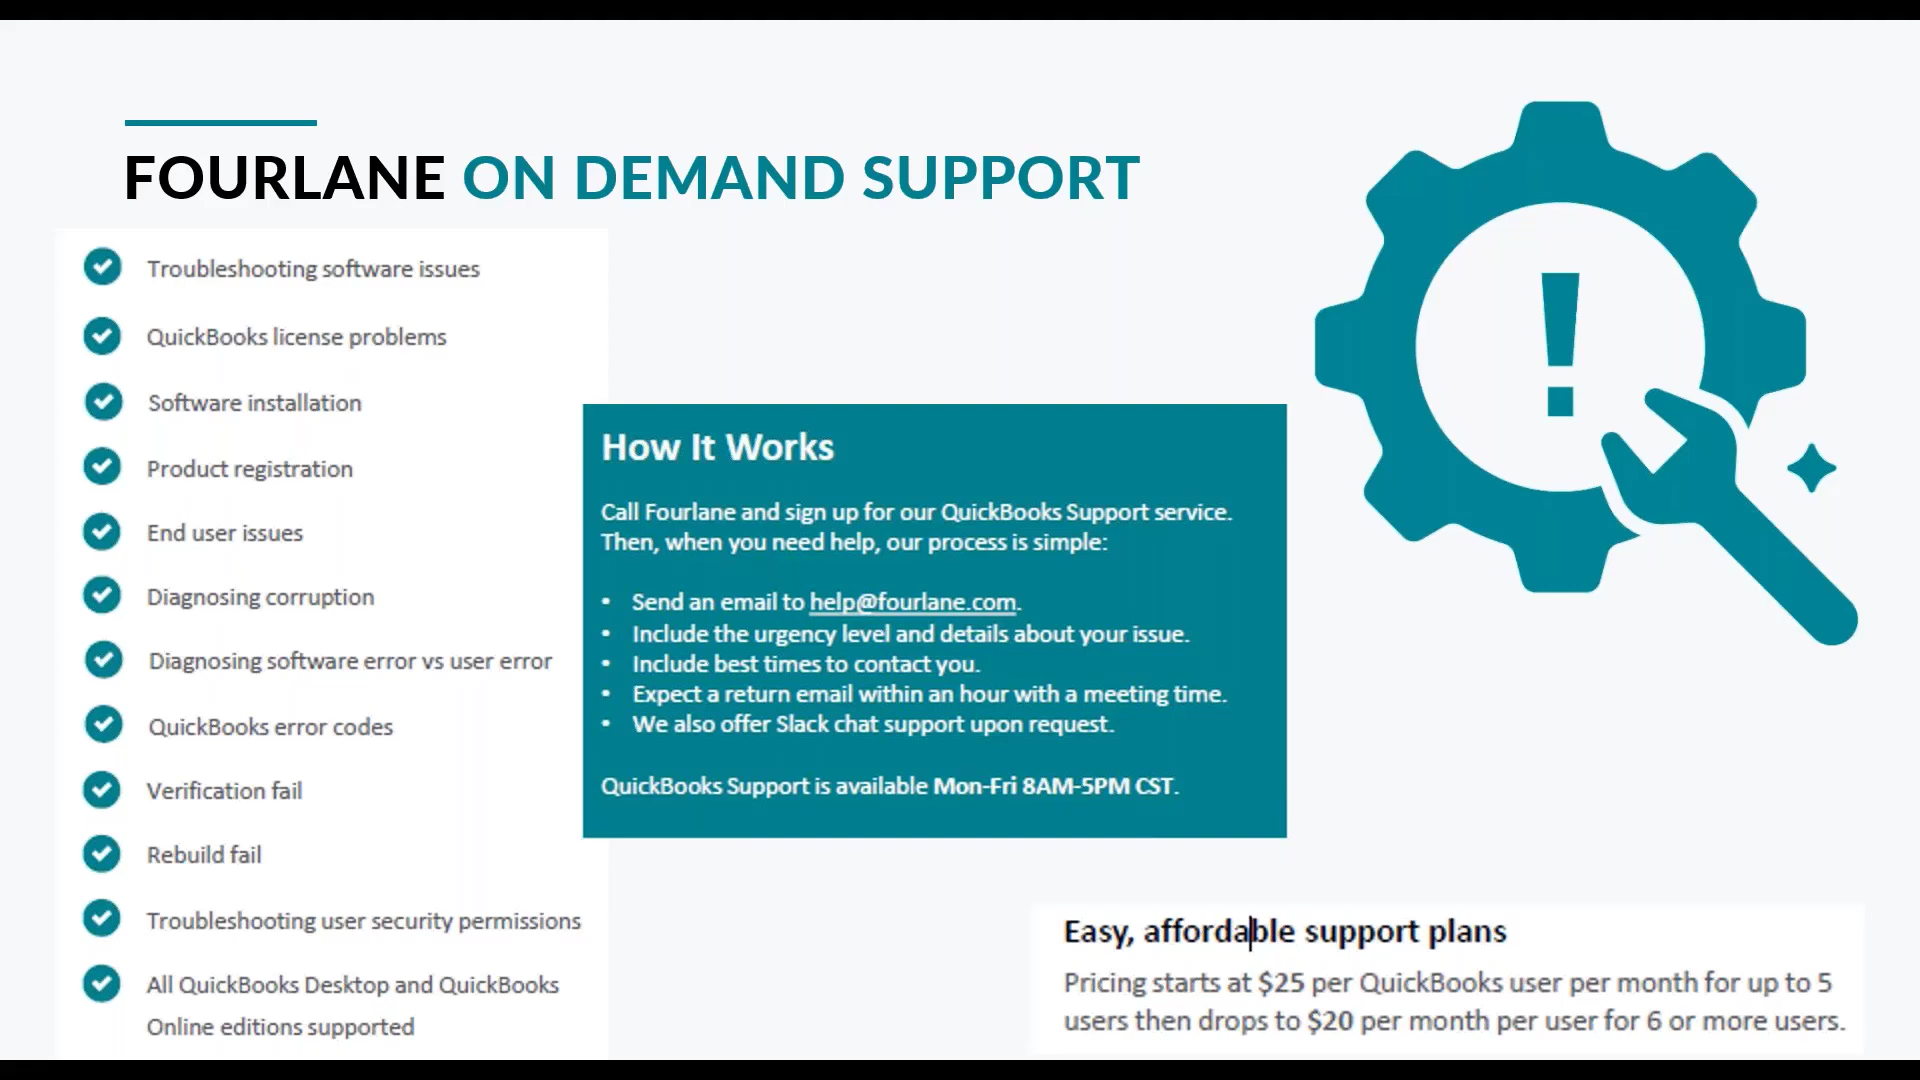 FOURLANE ON DEMAND SUPPORT
Troubleshooting software issues
QuickBooks license problems
Software installation
Product registration
End user issues
Diagnosing corruption
Diagnosing software error vs user error
QuickBooks error codes
Verification fail
Rebuild fail
Troubleshooting user security permissions
All QuickBooks Desktop and QuickBooks
Online editions supported
How It Works
Call Fourlane and sign up for our QuickBooks Support service.
Then, when you need help, our process is simple:
• Send an email to help@fourlane.com.
• Include the urgency level and details about your issue.
• Include best times to contact you.
• Expect a return email within an hour with a meeting time.
• We also offer Slack chat support upon request.
QuickBooks Support is available Mon-Fri 8AM-5PM CST.
!
Easy, affordable support plans
Pricing starts at $25 per QuickBooks user per month for up to 5
users then drops to $20 per month per user for 6 or more users.